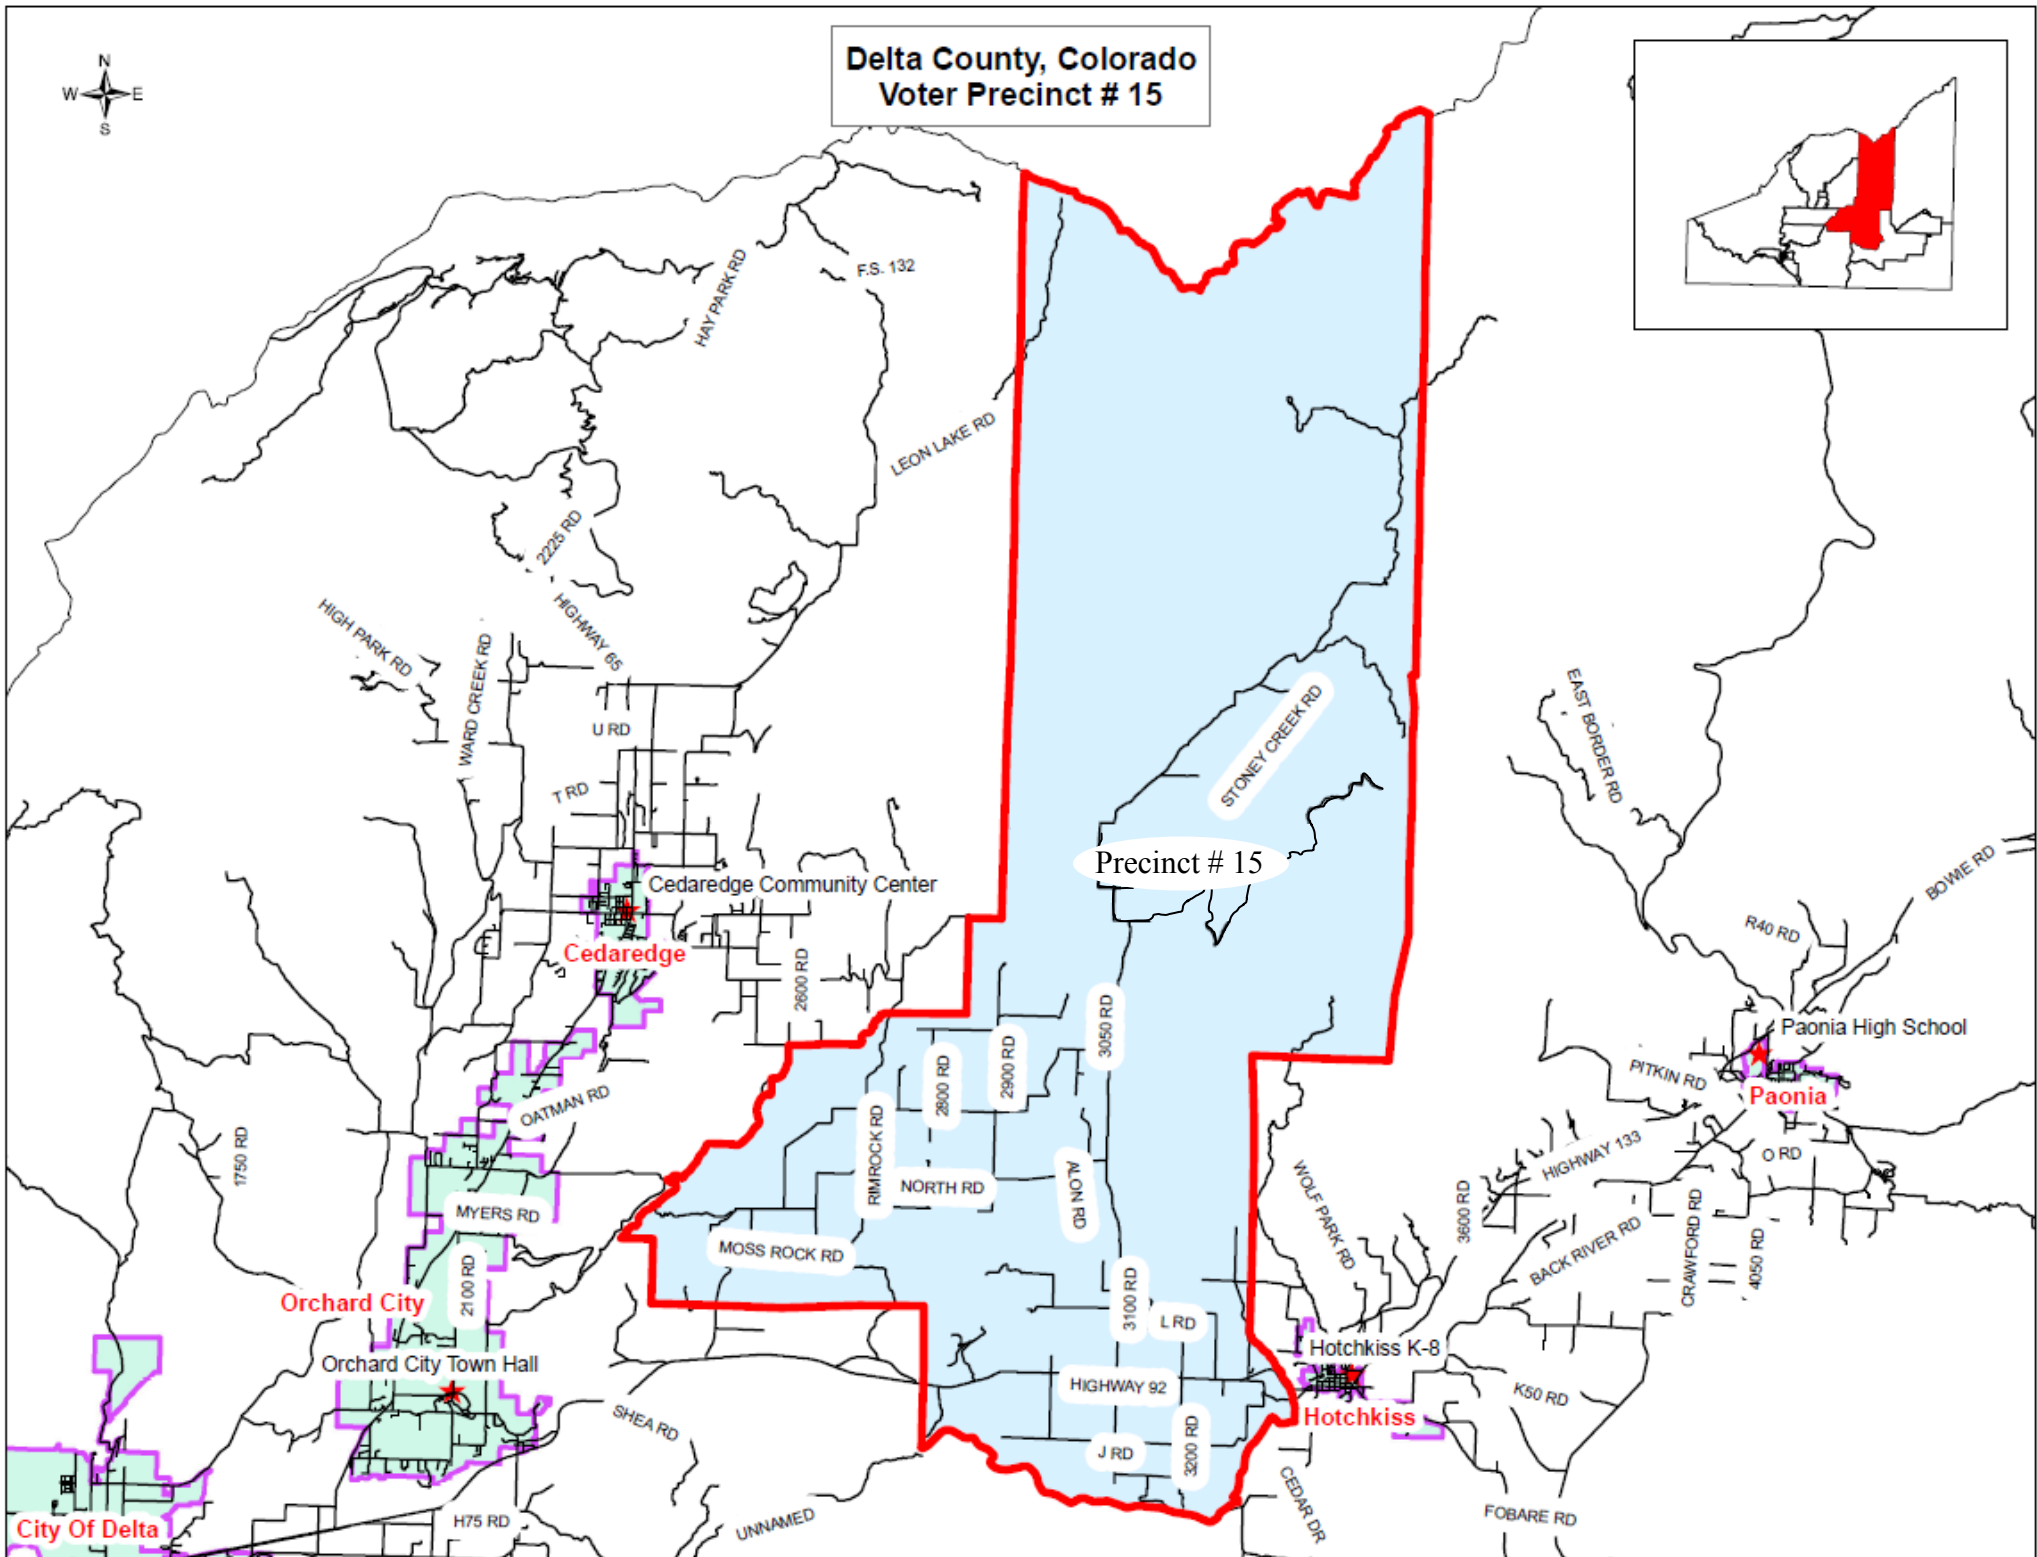 Delta County, Colorado
Voter Precinct # 15
N
W
E
S
HAY PARK RD
F.S. 132
LEON LAKE RD
2225 RD
HIGHWAY 65
HIGH PARK RD
WARD CREEK RD
U RD
T RD
STONEY CREEK RD
EAST BORDER RD
Precinct # 15
BOWIE RD
Cedaredge Community Center
Cedaredge
R40 RD
2600 RD
3050 RD
Paonia High School
2800 RD
2900 RD
PITKIN RD
Paonia
OATMAN RD
1750 RD
RIMROCK RD
NORTH RD
ALON RD
HIGHWAY 133
O RD
WOLF PARK RD
3600 RD
MYERS RD
MOSS ROCK RD
BACK RIVER RD
CRAWFORD RD
4050 RD
2100 RD
Orchard City
3100 RD
L RD
Orchard City Town Hall
Hotchkiss K-8
HIGHWAY 92
K50 RD
Hotchkiss
SHEA RD
J RD
3200 RD
CEDAR DR
City Of Delta
H75 RD
UNNAMED
FOBARE RD